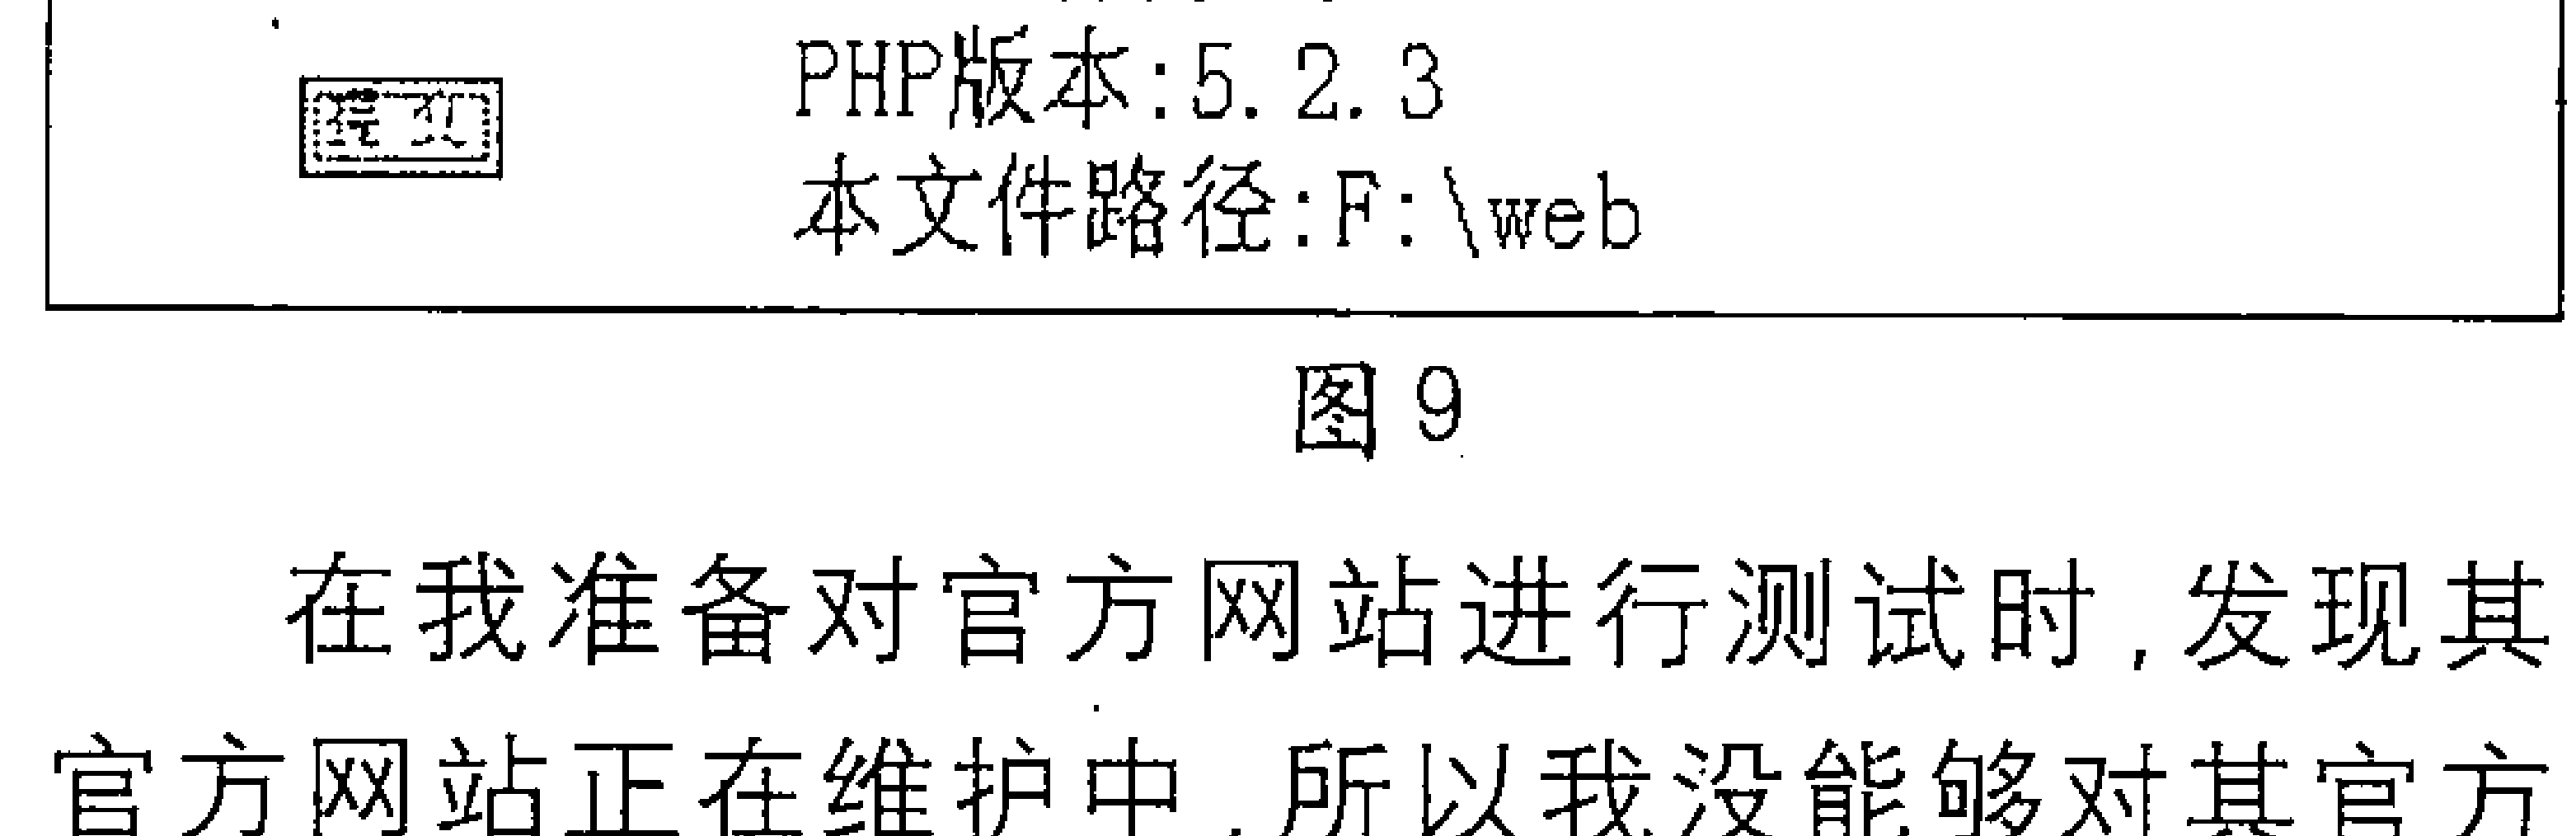 PHP版本:5.2.3
本文件路径:F:\web
图9
在我准备对官方网站进行测试时,发现其
官方网站正在维护中,所以我没能够对其官方